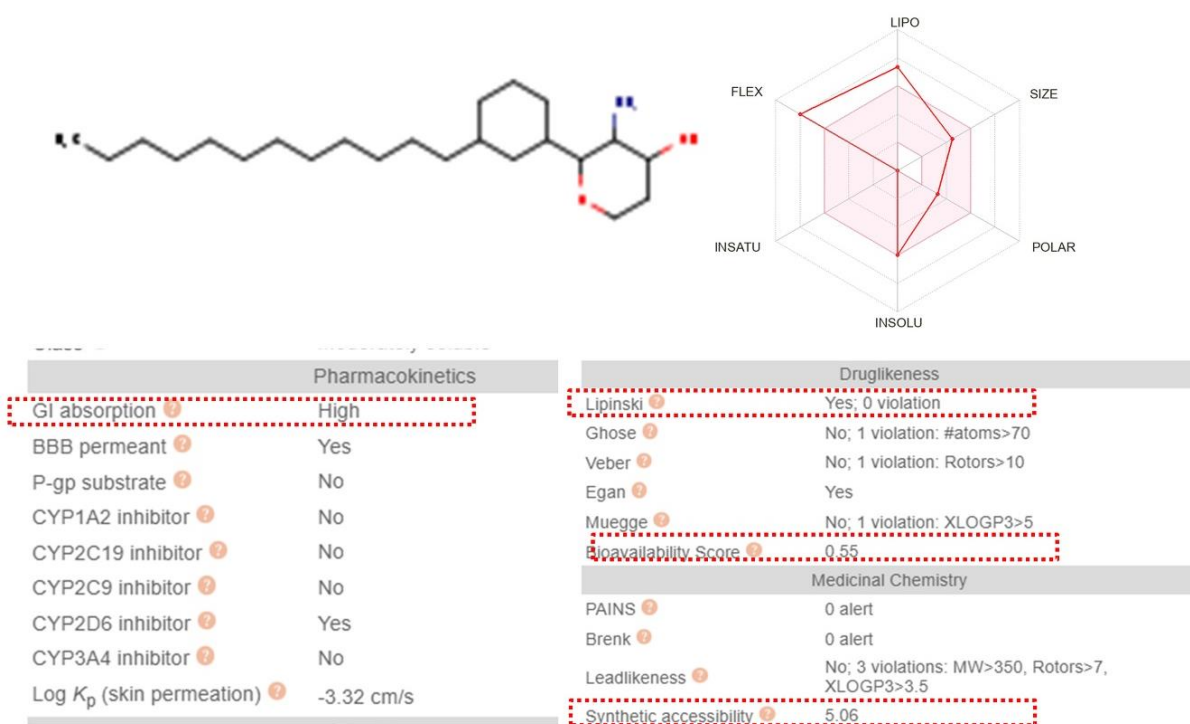 LIPO
FLEX
SIZE
INSATU
POLAR
INSOLU
Pharmacokinetics
GI absorption ? High
BBB permeant ? Yes
P-gp substrate ? No
CYP1A2 inhibitor ? No
CYP2C19 inhibitor ? No
CYP2C9 inhibitor ? No
CYP2D6 inhibitor ? Yes
CYP3A4 inhibitor ? No
Log Kp (skin permeation) ? -3.32 cm/s
Druglikeness
Lipinski ? Yes; 0 violation
Ghose ? No; 1 violation: #atoms>70
Veber ? No; 1 violation: Rotors>10
Egan ? Yes
Muegge ? No; 1 violation: XLOGP3>5
Bioavailability Score ? 0.55
Medicinal Chemistry
PAINS ? 0 alert
Brenk ? 0 alert
Leadlikeness ? No; 3 violations: MW>350, Rotors>7,
XLOGP3>3.5
Synthetic accessibility ? 5.06